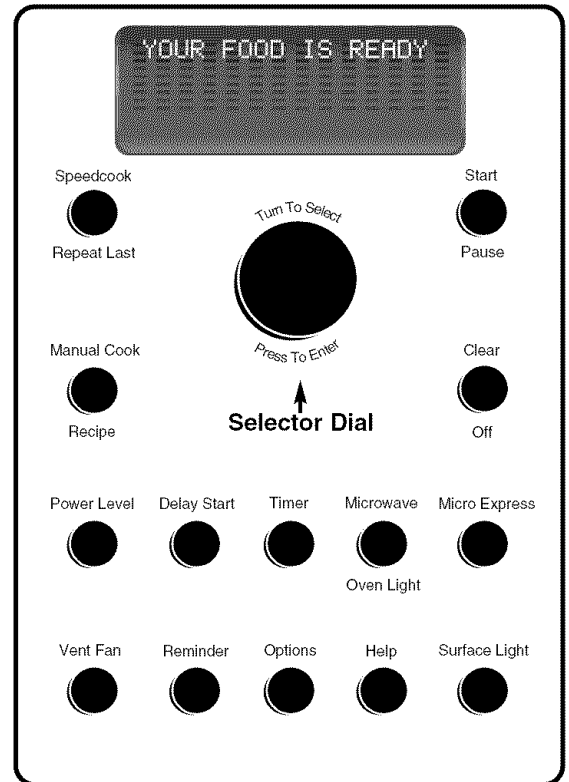 YOUR FOOD IS READY
Speedcook
Start
Turn To Select
Repeat Last
Pause
Press To Enter
Manual Cook
Clear
Selector Dial
Recipe
Off
Power Level Delay Start Timer Microwave Micro Express
Oven Light
Vent Fan Reminder Options Help Surface Light